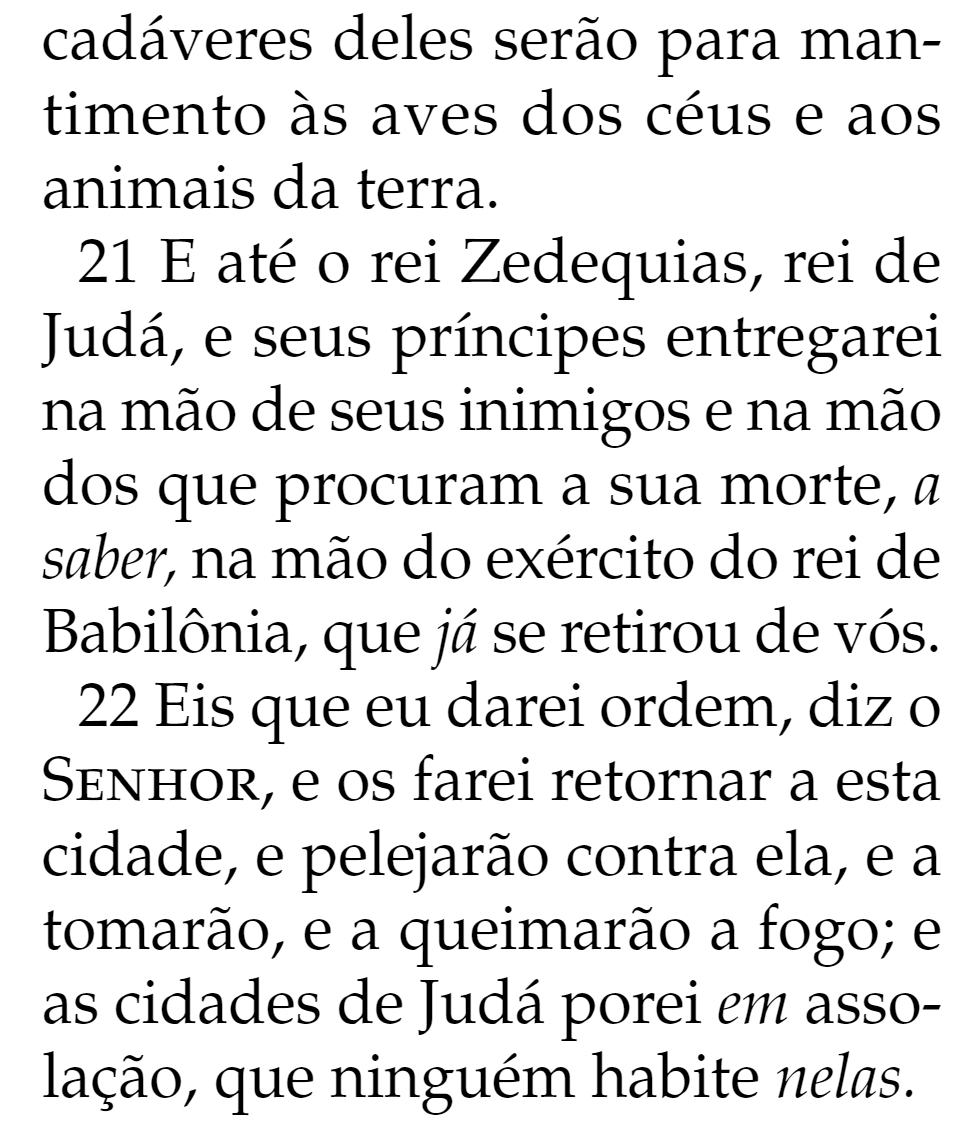 cadáveres deles serão para man-
timento às aves dos céus e aos
animais da terra.
21 E até o rei Zedequias, rei de
Judá, e seus príncipes entregarei
na mão de seus inimigos e na mão
dos que procuram a sua morte, a
saber, na mão do exército do rei de
Babilônia, que já se retirou de vós.
22 Eis que eu darei ordem, diz o
SENHOR, e os farei retornar a esta
cidade, e pelejarão contra ela, e a
tomarão, e a queimarão a fogo; e
as cidades de Judá porei em asso-
lação, que ninguém habite nelas.